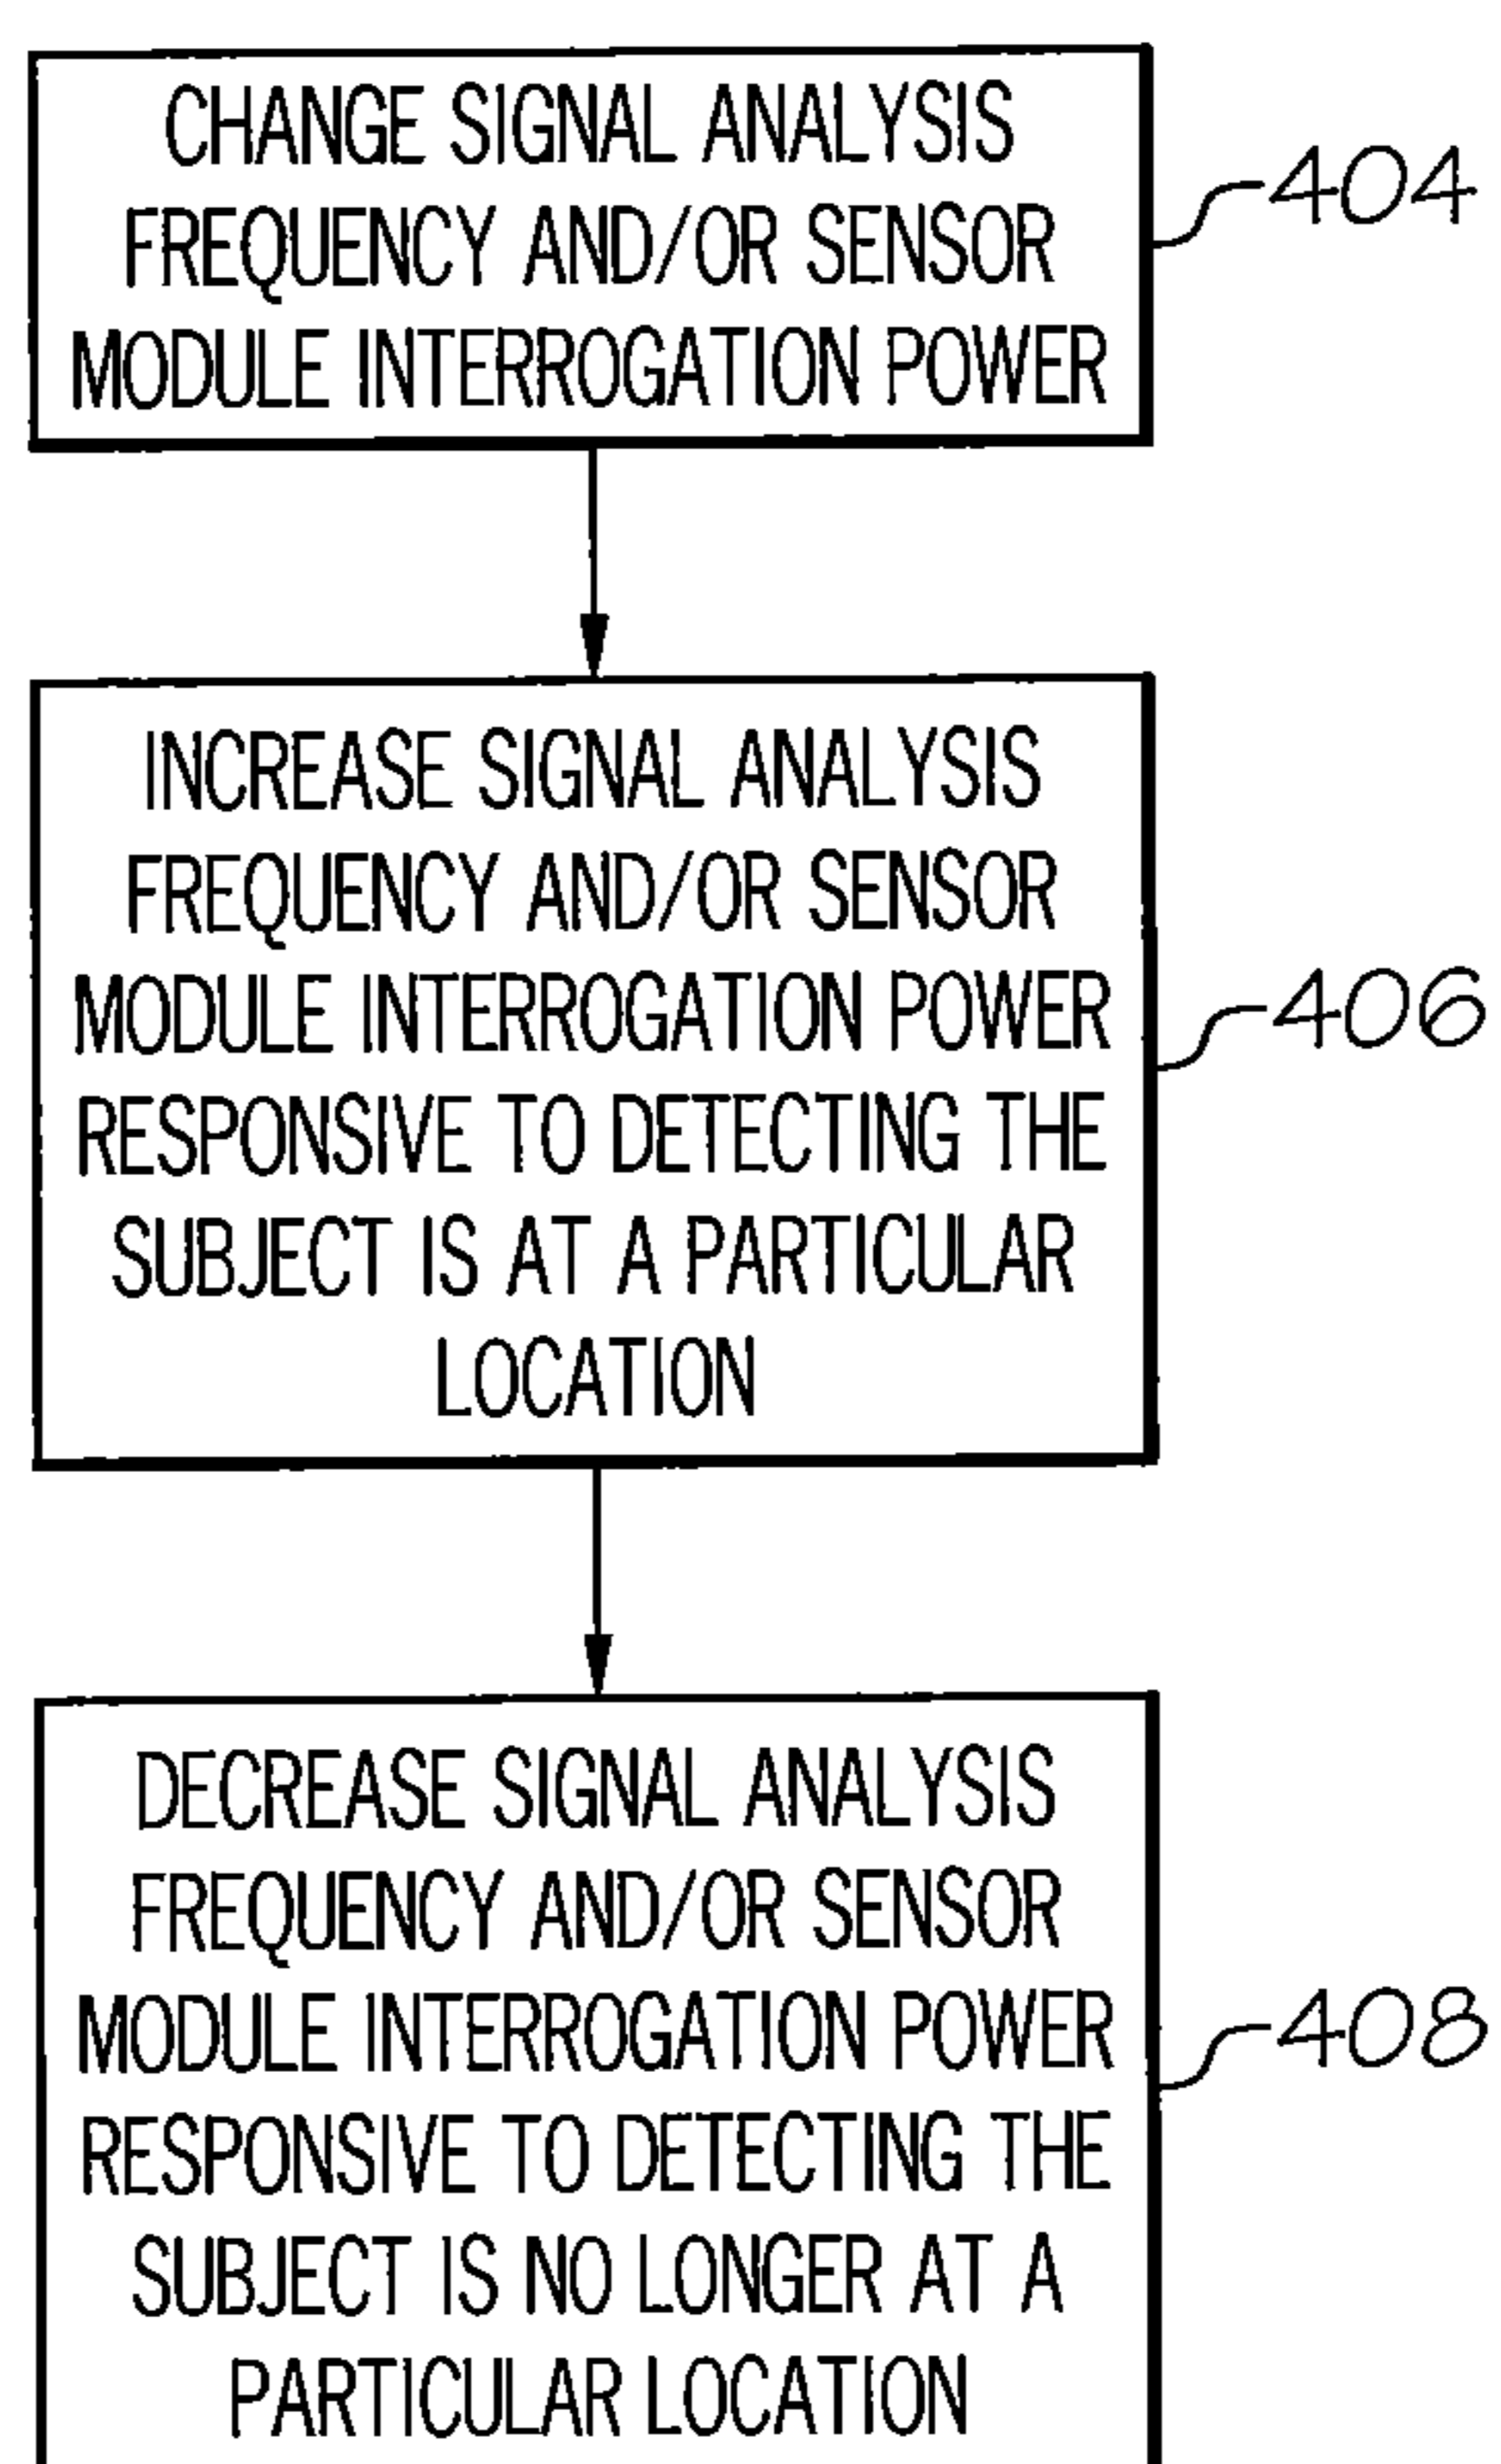 CHANGE SIGNAL ANALYSIS
FREQUENCY AND/OR SENSOR
MODULE INTERROGATION POWER
404
INCREASE SIGNAL ANALYSIS
FREQUENCY AND/OR SENSOR
MODULE INTERROGATION POWER
RESPONSIVE TO DETECTING THE
SUBJECT IS AT A PARTICULAR
LOCATION
406
DECREASE SIGNAL ANALYSIS
FREQUENCY AND/OR SENSOR
MODULE INTERROGATION POWER
RESPONSIVE TO DETECTING THE
SUBJECT IS NO LONGER AT A
PARTICULAR LOCATION
408